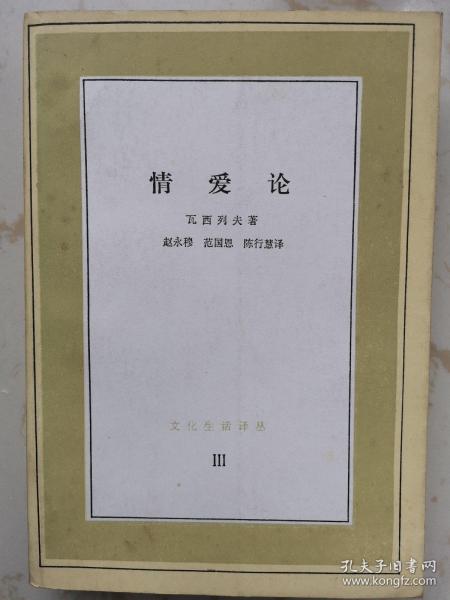 情爱论
瓦西列夫著
赵永穆 范国恩 陈行慧译
文化生活译丛
III
孔夫子旧书网
www.kongfz.com